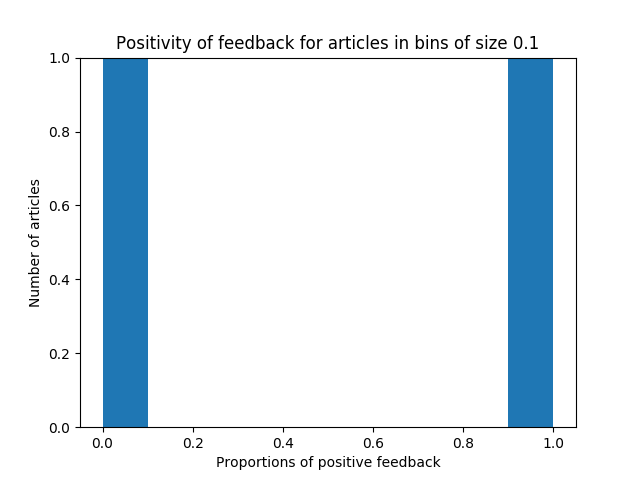 Positivity of feedback for articles in bins of size 0.1
1.0
0.8
0.6
0.4
0.2
0.0
Number of articles
0.0 0.2 0.4 0.6 0.8 1.0
Proportions of positive feedback